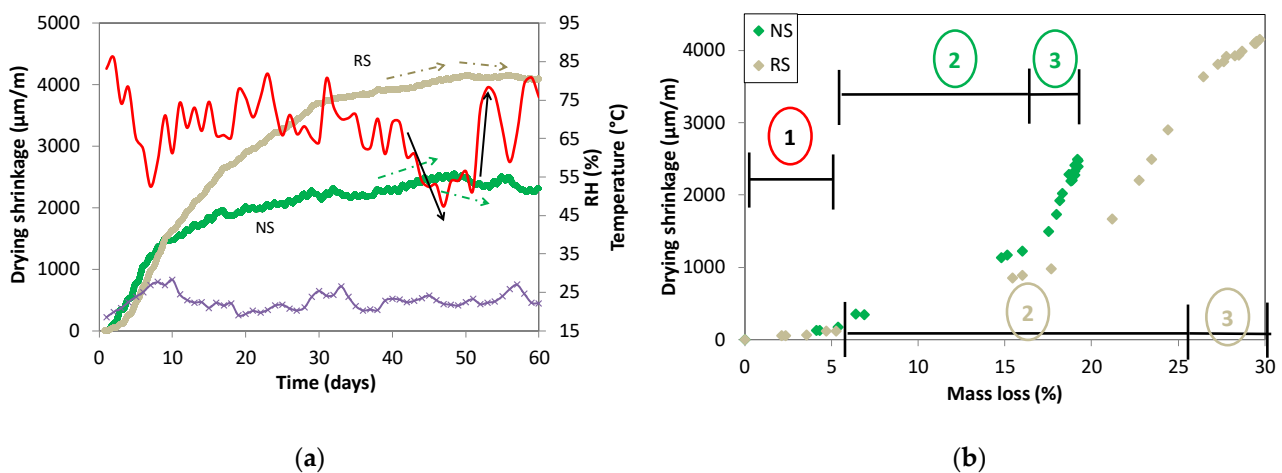 5000
4000
3000
2000
1000
0
Drying shrinkage (µm/m)
95
85
75
65
55
45
35
25
15
RH (%)
Temperature (°C)
RS
NS
1 10 20 30 40 50 60
Time (days)
(a)
NS
RS
4000
3000
2000
1000
0
Drying shrinkage (µm/m)
2
3
1
2
3
0 5 10 15 20 25 30
Mass loss (%)
(b)